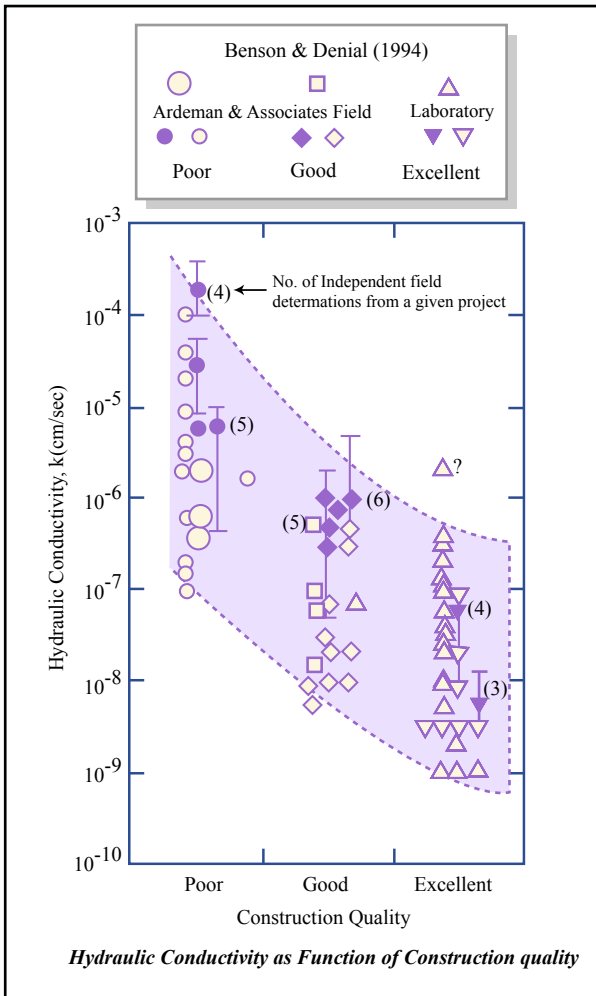 Benson & Denial (1994)
Ardeman & Associates Field Laboratory
Poor Good Excellent
10-3
(4) No. of Independent field
determations from a given project
10-4
10-5
(5)
?
10-6
(6)
(5)
10-7
(4)
10-8
(3)
10-9
10-10
Hydraulic Conductivity, k(cm/sec)
Poor Good Excellent
Construction Quality
Hydraulic Conductivity as Function of Construction quality